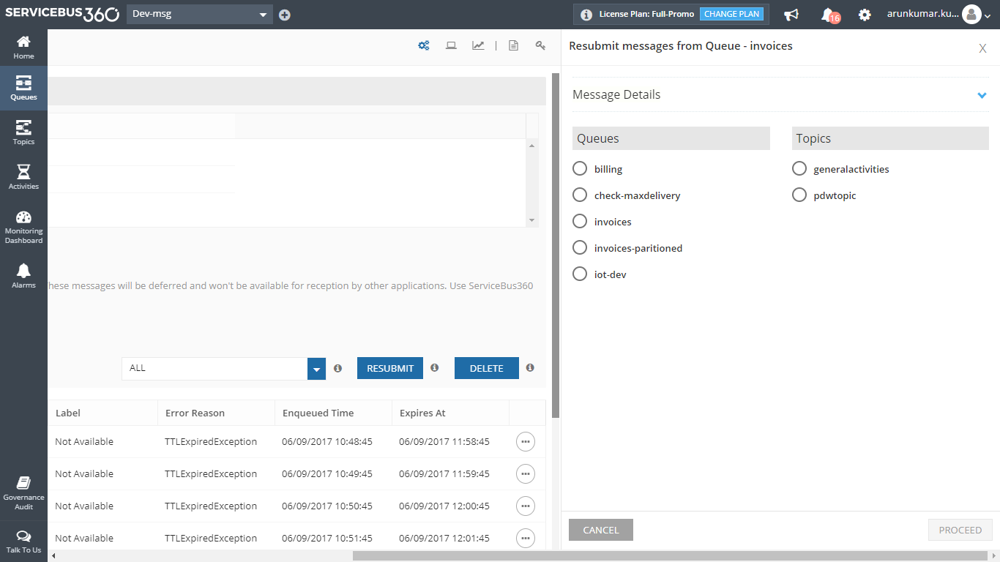 SERVICEBUS360
Dev-msg
License Plan: Full-Promo
CHANGE PLAN
16
arunkumar.ku...
Home
Queues
Topics
Activities
Monitoring
Dashboard
Alarms
Governance
Audit
Talk To Us
hese messages will be deferred and won't be available for reception by other applications. Use ServiceBus360
ALL
RESUBMIT
DELETE
Label Error Reason Enqueued Time Expires At
Not Available TTLExpiredException 06/09/2017 10:48:45 06/09/2017 11:58:45
Not Available TTLExpiredException 06/09/2017 10:49:45 06/09/2017 11:59:45
Not Available TTLExpiredException 06/09/2017 10:50:45 06/09/2017 12:00:45
Not Available TTLExpiredException 06/09/2017 10:51:45 06/09/2017 12:01:45
Resubmit messages from Queue - invoices
X
Message Details
Queues
billing
check-maxdelivery
invoices
invoices-paritioned
iot-dev
Topics
generalactivities
pdwtopic
CANCEL
PROCEED